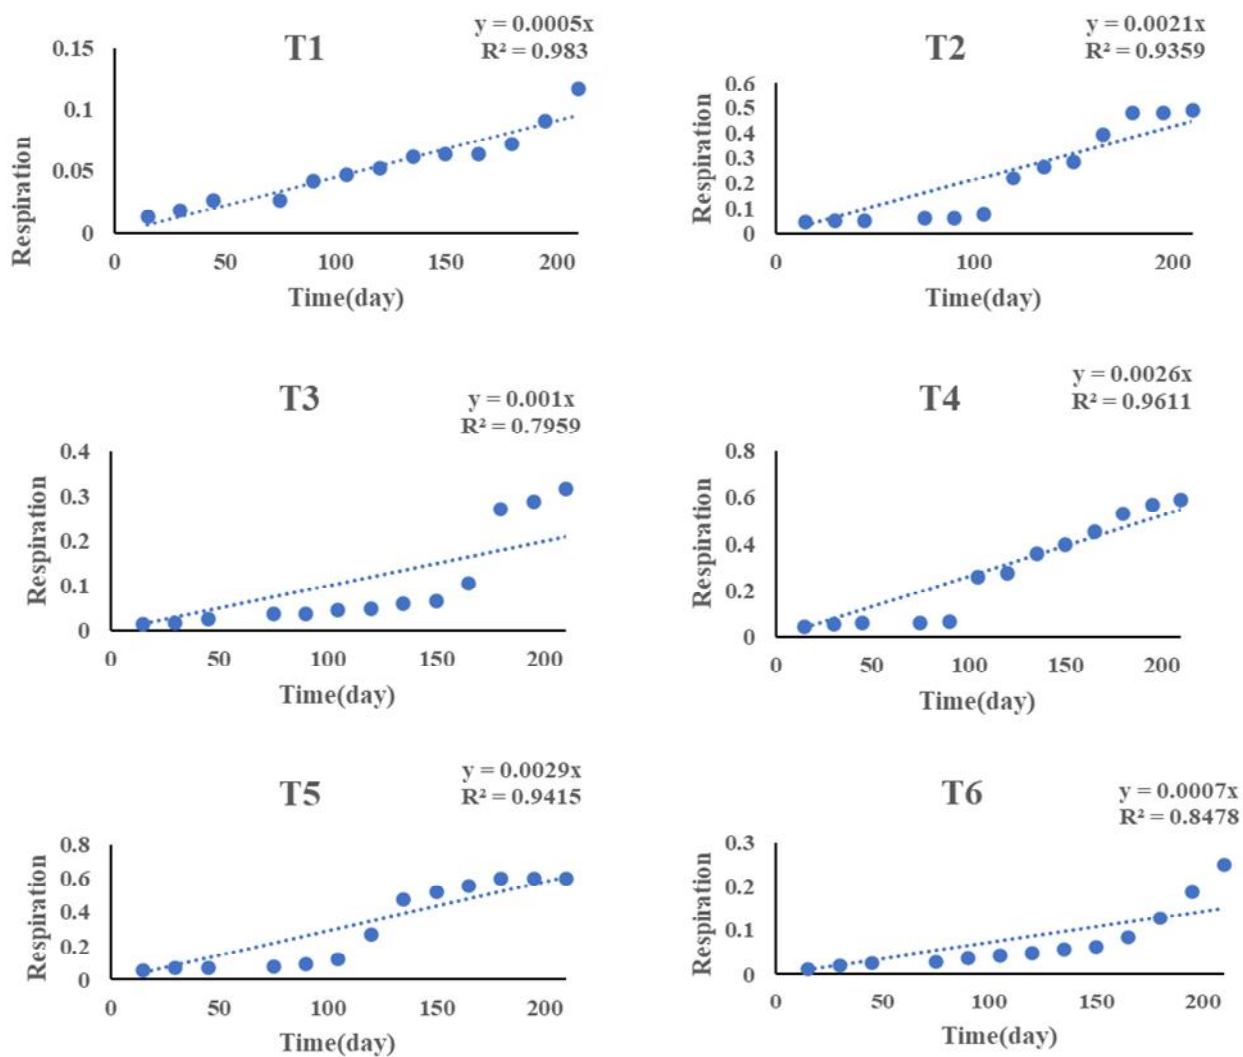 T1
y = 0.0005x
R² = 0.983
0.15
0.1
0.05
0
Respiration
0 50 100 150 200
Time(day)
T2
y = 0.0021x
R² = 0.9359
0.6
0.5
0.4
0.3
0.2
0.1
0
Respiration
0 100 200
Time(day)
T3
y = 0.001x
R² = 0.7959
0.4
0.3
0.2
0.1
0
Respiration
0 50 100 150 200
Time(day)
T4
y = 0.0026x
R² = 0.9611
0.8
0.6
0.4
0.2
0
Respiration
0 50 100 150 200
Time(day)
T5
y = 0.0029x
R² = 0.9415
0.8
0.6
0.4
0.2
0
Respiration
0 50 100 150 200
Time(day)
T6
y = 0.0007x
R² = 0.8478
0.3
0.2
0.1
0
Respiration
0 50 100 150 200
Time(day)